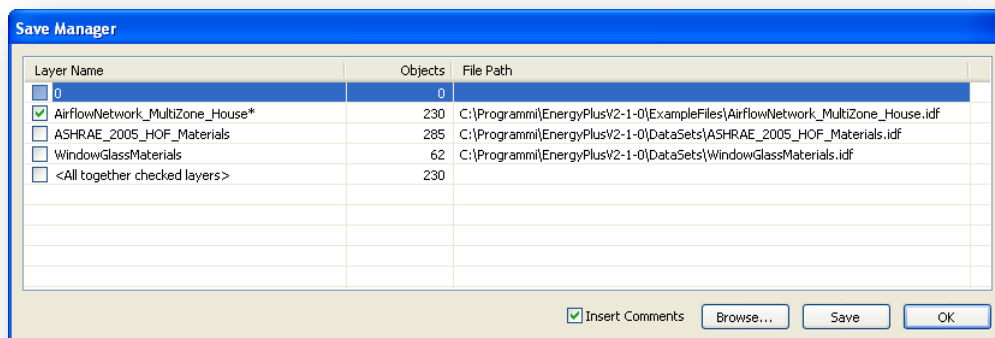 Save Manager
Layer Name Objects File Path
0 0
AirflowNetwork_MultiZone_House* 230 C:\Programmi\EnergyPlusV2-1-0\ExampleFiles\AirflowNetwork_MultiZone_House.idf
ASHRAE_2005_HOF_Materials 285 C:\Programmi\EnergyPlusV2-1-0\DataSets\ASHRAE_2005_HOF_Materials.idf
WindowGlassMaterials 62 C:\Programmi\EnergyPlusV2-1-0\DataSets\WindowGlassMaterials.idf
<All together checked layers> 230
Insert Comments Browse... Save OK